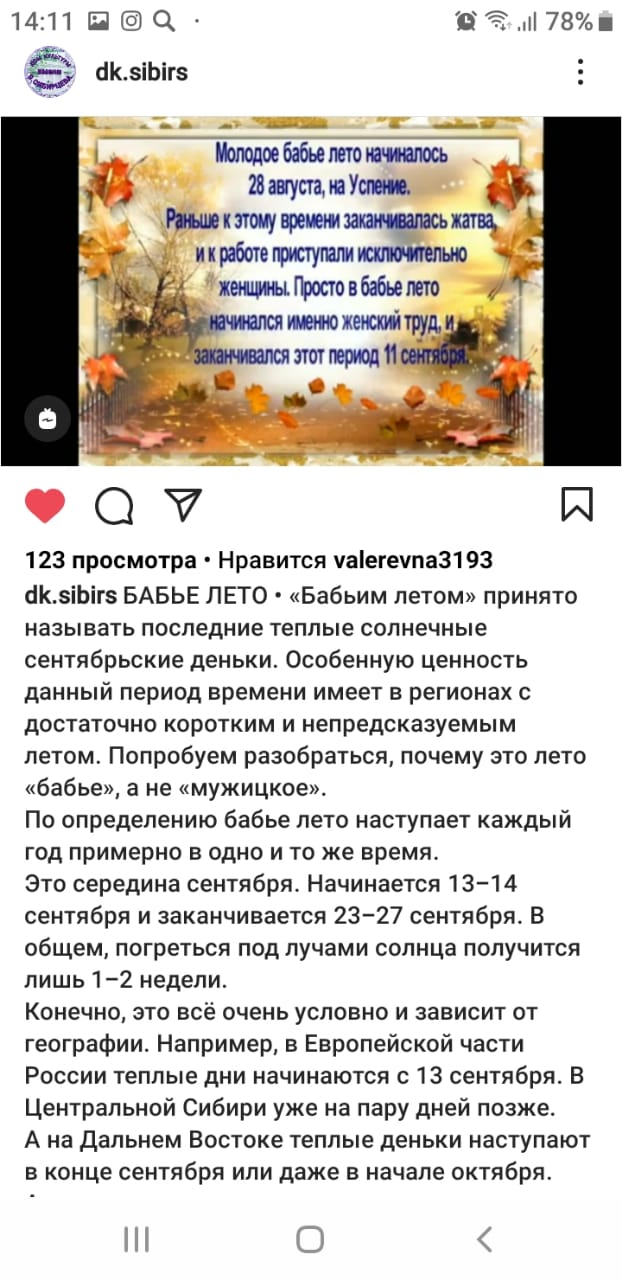 14:11
78%
dk.sibirs
Молодое бабье лето начиналось
28 августа, на Успение.
Раньше к этому времени заканчивалась жатва,
и к работе приступали исключительно
женщины. Просто в бабье лето
начинался именно женский труд, и
заканчивался этот период 11 сентября.
123 просмотра • Нравится valerevna3193
dk.sibirs БАБЬЕ ЛЕТО • «Бабьим летом» принято
называть последние теплые солнечные
сентябрьские деньки. Особенную ценность
данный период времени имеет в регионах с
достаточно коротким и непредсказуемым
летом. Попробуем разобраться, почему это лето
«бабье», а не «мужицкое».
По определению бабье лето наступает каждый
год примерно в одно и то же время.
Это середина сентября. Начинается 13–14
сентября и заканчивается 23–27 сентября. В
общем, погреться под лучами солнца получится
лишь 1–2 недели.
Конечно, это всё очень условно и зависит от
географии. Например, в Европейской части
России теплые дни начинаются с 13 сентября. В
Центральной Сибири уже на пару дней позже.
А на Дальнем Востоке теплые деньки наступают
в конце сентября или даже в начале октября.